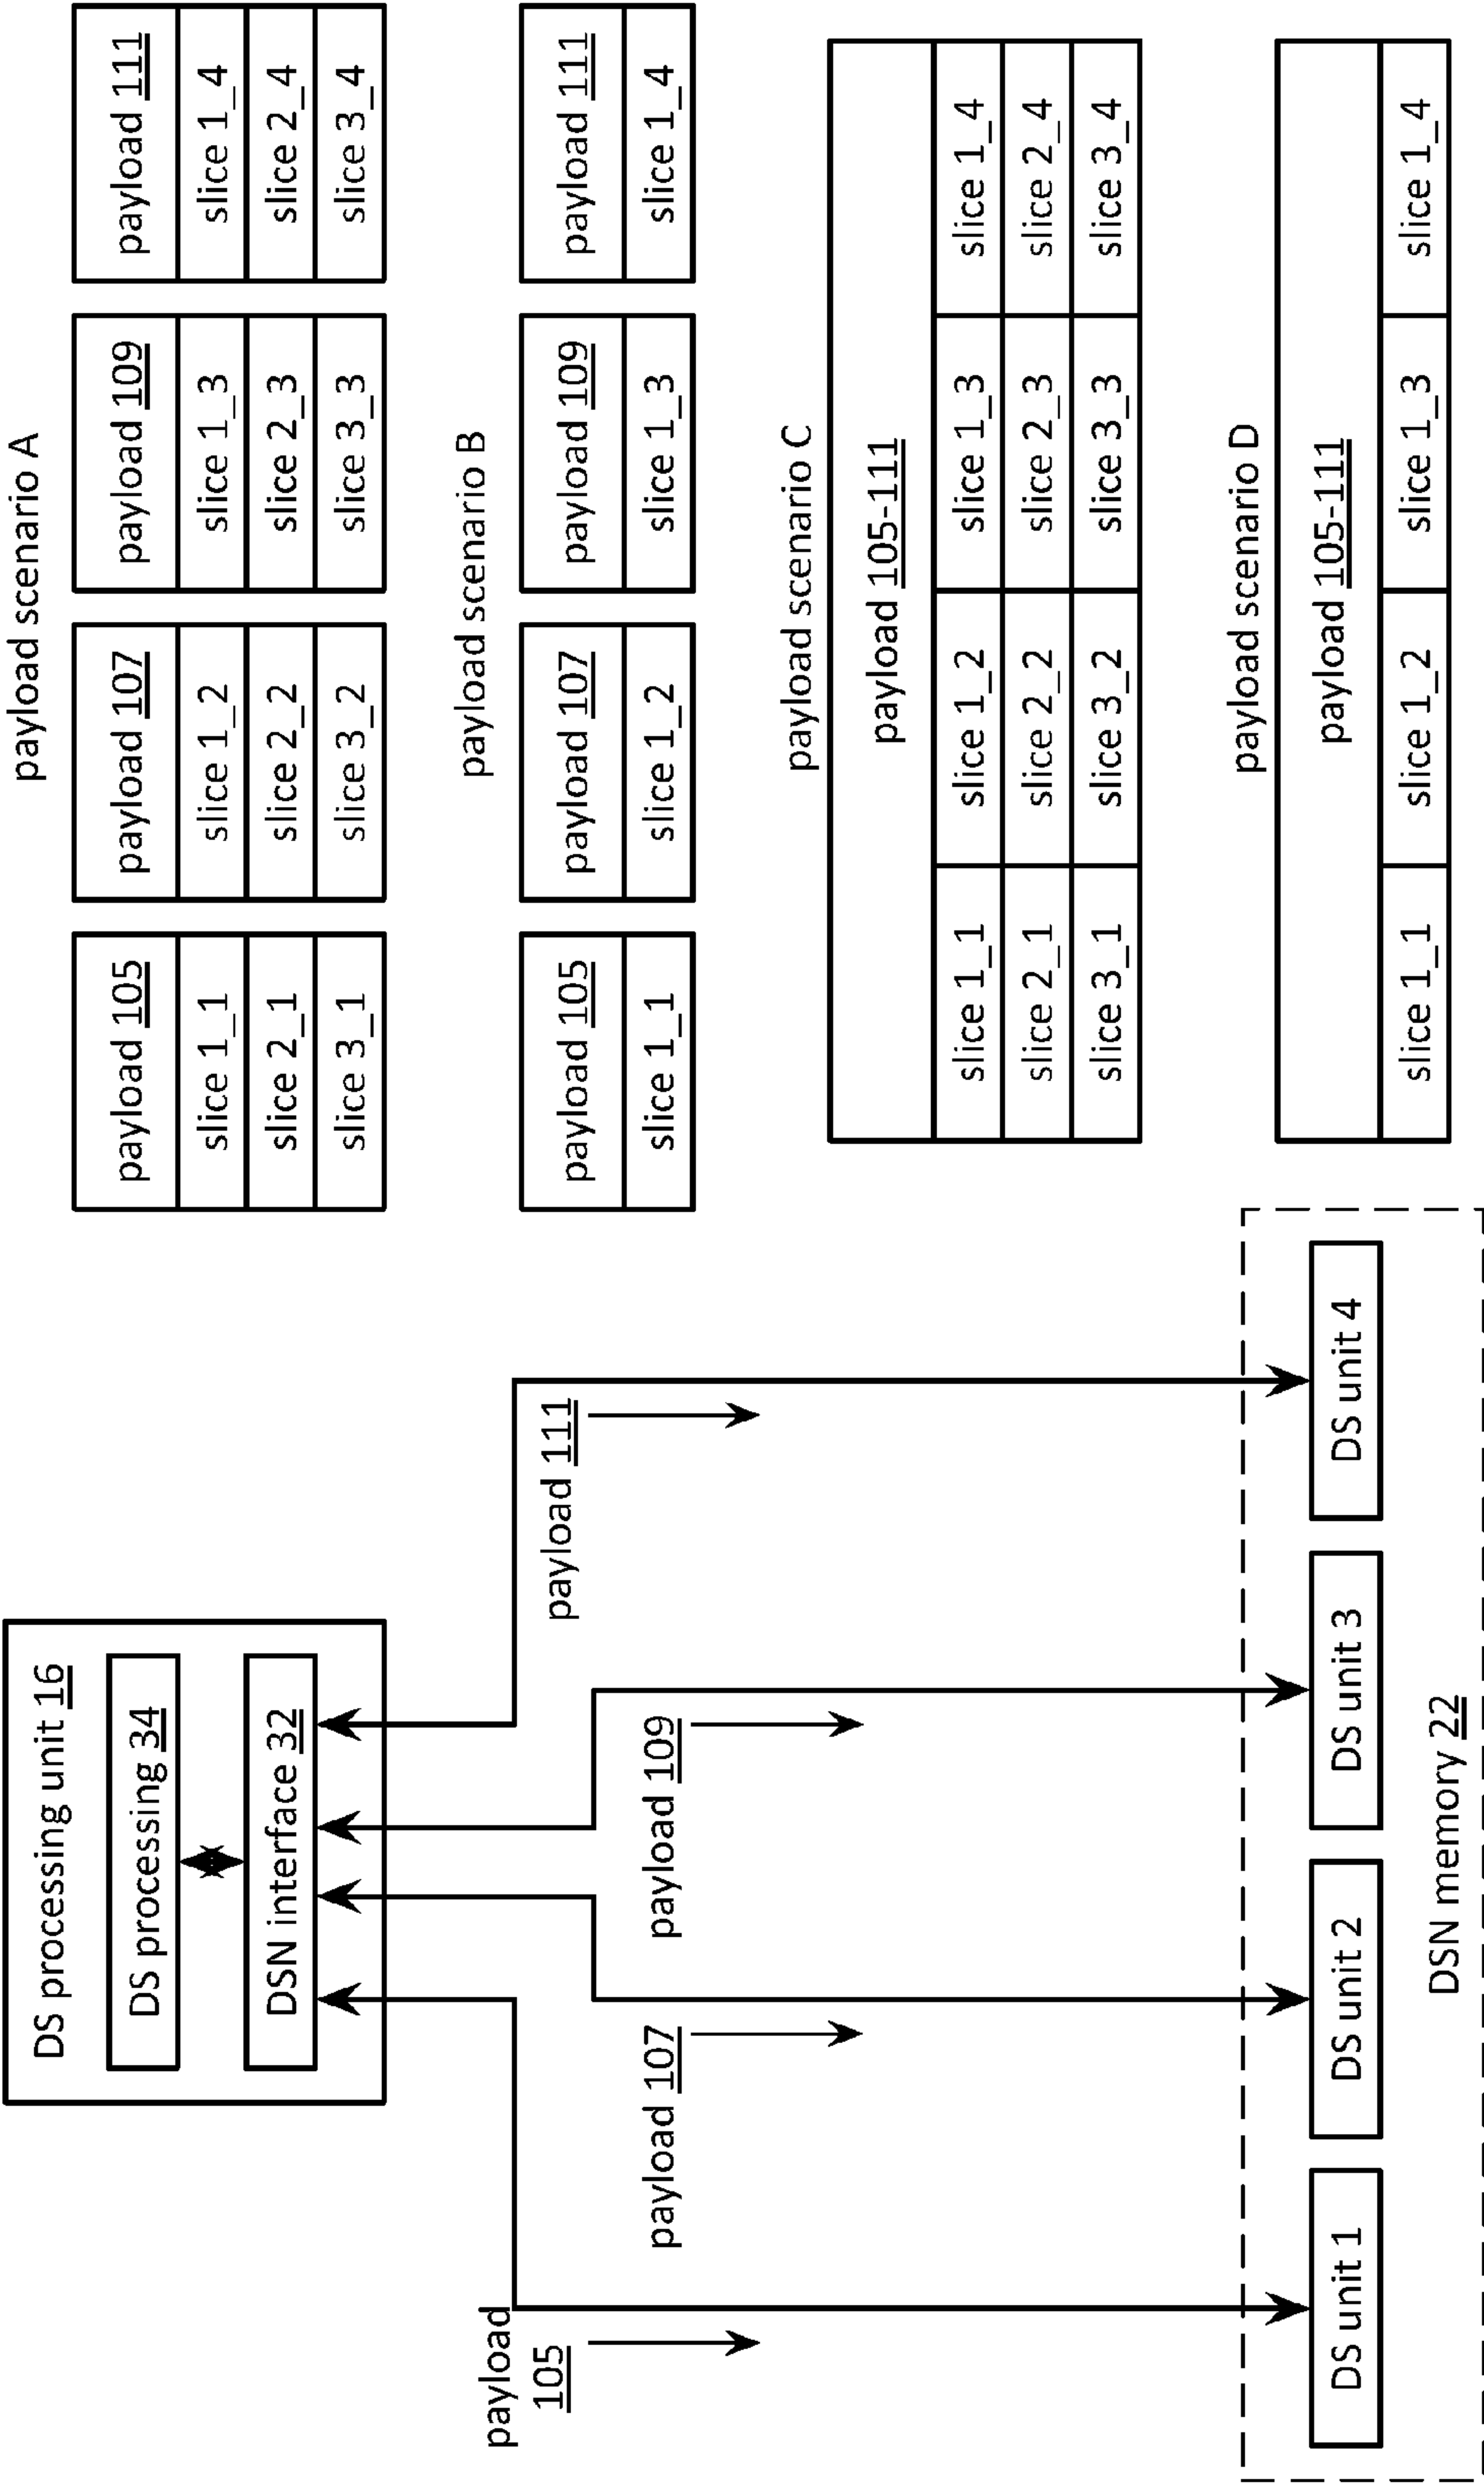 DS processing unit 16
DS processing 34
DSN interface 32
payload
105
payload 107
payload 109
payload 111
DS unit 1
DS unit 2
DS unit 3
DS unit 4
DSN memory 22
payload scenario A
payload 105
slice 1_1
slice 2_1
slice 3_1
payload 107
slice 1_2
slice 2_2
slice 3_2
payload 109
slice 1_3
slice 2_3
slice 3_3
payload 111
slice 1_4
slice 2_4
slice 3_4
payload scenario B
payload 105
slice 1_1
payload 107
slice 1_2
payload 109
slice 1_3
payload 111
slice 1_4
payload scenario C
payload 105-111
slice 1_1 slice 1_2 slice 1_3 slice 1_4
slice 2_1 slice 2_2 slice 2_3 slice 2_4
slice 3_1 slice 3_2 slice 3_3 slice 3_4
payload scenario D
payload 105-111
slice 1_1 slice 1_2 slice 1_3 slice 1_4